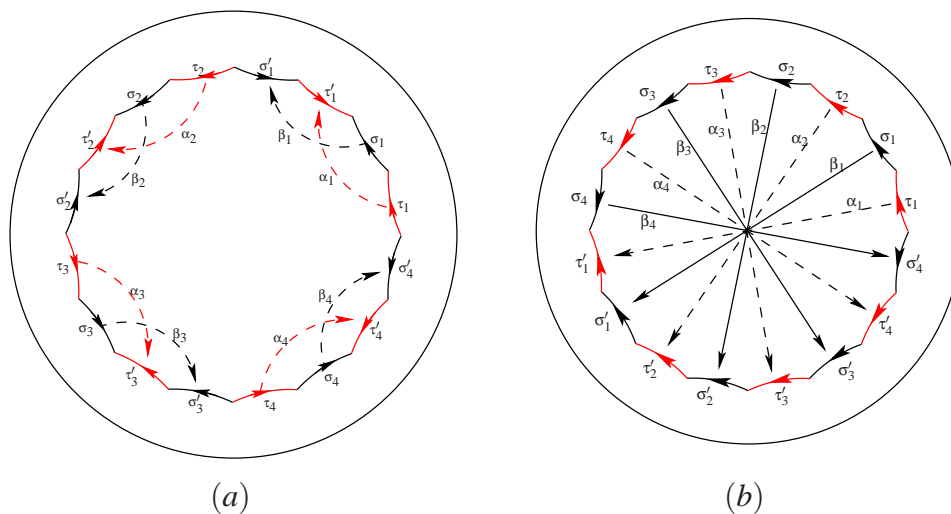 τ₂ σ′₁
σ₂ τ′₁
τ′₂ α₂ β₁ σ₁
β₂ α₁
σ′₂ τ₁
τ₃ σ′₄
α₃ β₄
σ₃ β₃ α₄ τ′₄
τ′₃ σ₄
σ′₃ τ₄
(a)
τ₃ σ₂
σ₃ τ₂
τ₄ α₃ β₂ α₂ σ₁
β₃ β₁
α₄ α₁ τ₁
σ₄ β₄
τ′₁ σ′₄
σ′₁ τ′₄
τ′₂ σ′₃
σ′₂ τ′₃
(b)